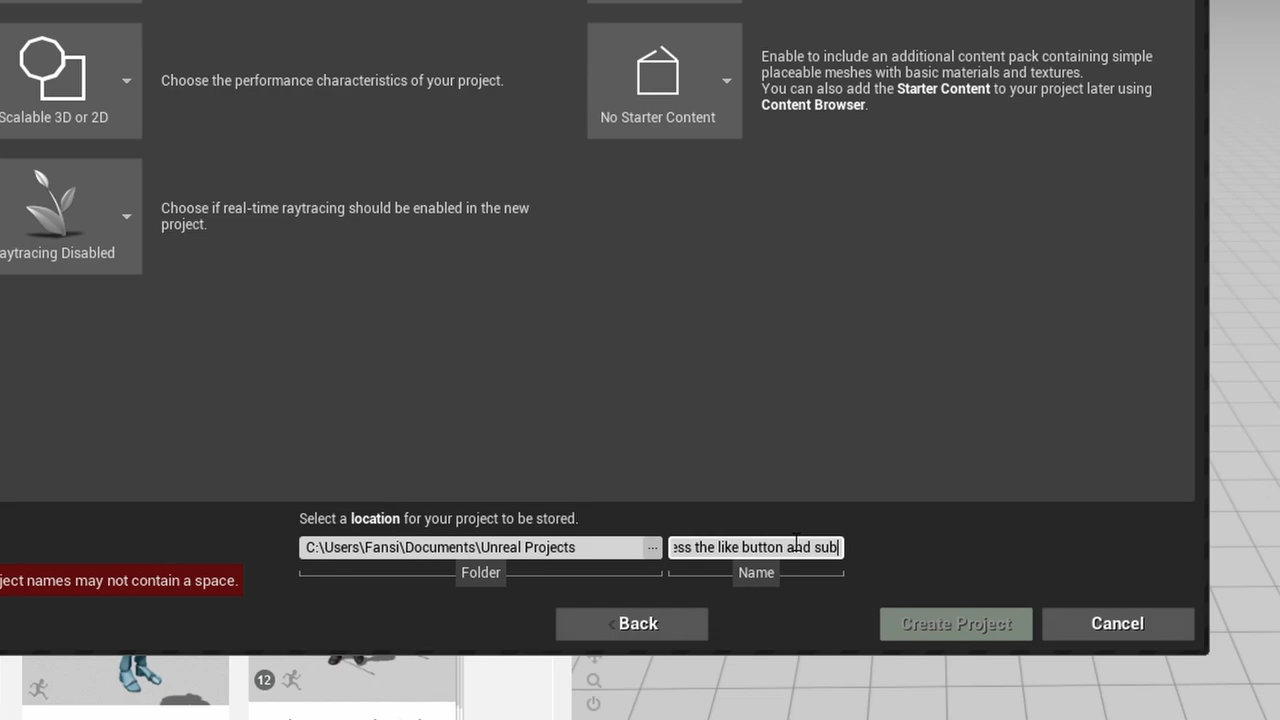 Choose the performance characteristics of your project.
Scalable 3D or 2D
Enable to include an additional content pack containing simple
placeable meshes with basic materials and textures.
You can also add the Starter Content to your project later using
Content Browser.
No Starter Content
Choose if real-time raytracing should be enabled in the new
project.
aytracing Disabled
Select a location for your project to be stored.
C:\Users\Fansi\Documents\Unreal Projects
...
ess the like button and sub
Folder
Name
ject names may not contain a space.
Back
Create Project
Cancel
12